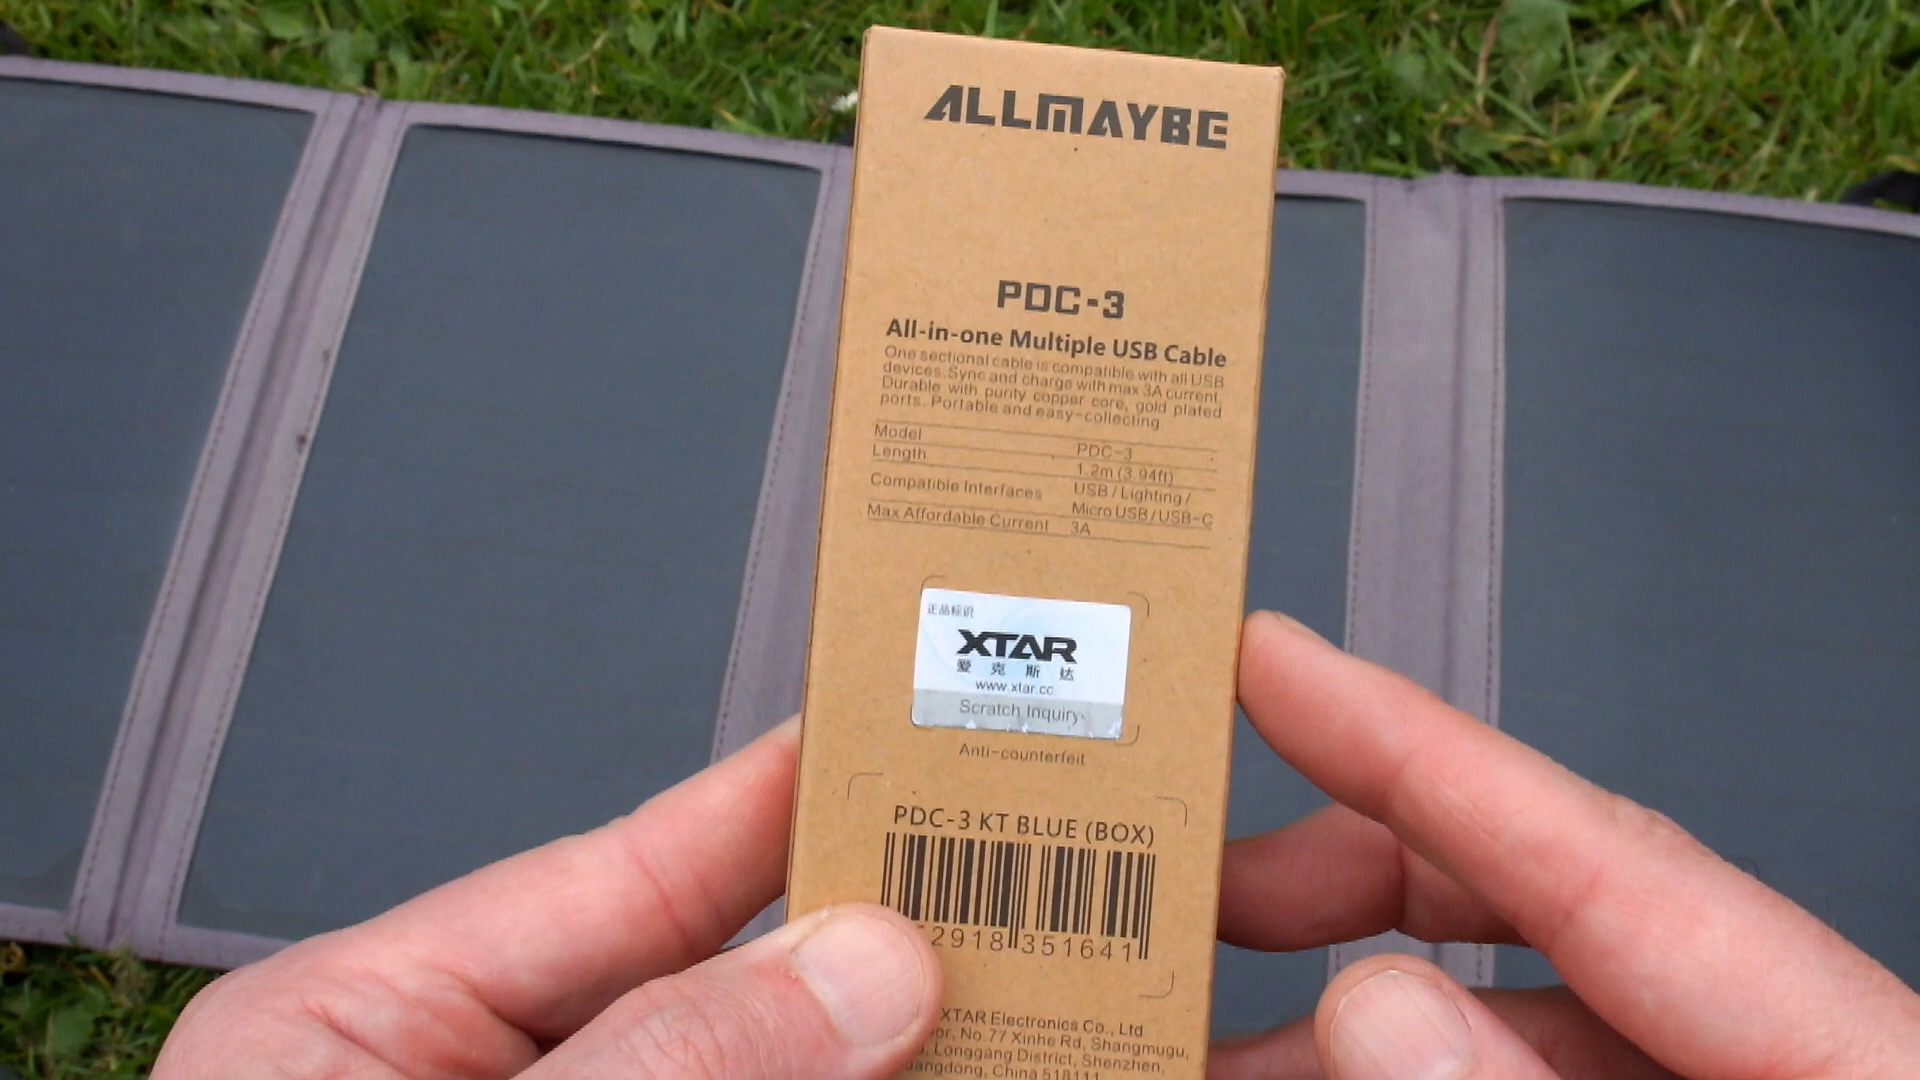 ALLMAYBE
PDC-3
All-in-one Multiple USB Cable
One sectional cable is compatible with all USB
devices. Sync and charge with max 3A current.
Durable with purity copper core, gold plated
ports. Portable and easy-collecting
Model PDC-3
Length 1.2m (3.94ft)
Compatible Interfaces USB / Lighting /
Micro USB / USB-C
Max Affordable Current 3A
正品标识
XTAR
爱克斯达
www.xtar.cc
Scratch Inquiry
Anti-counterfeit
PDC-3 KT BLUE (BOX)
2918 351641
XTAR Electronics Co., Ltd
No.77 Xinhe Rd, Shangmugu,
Longgang District, Shenzhen,
China 518111